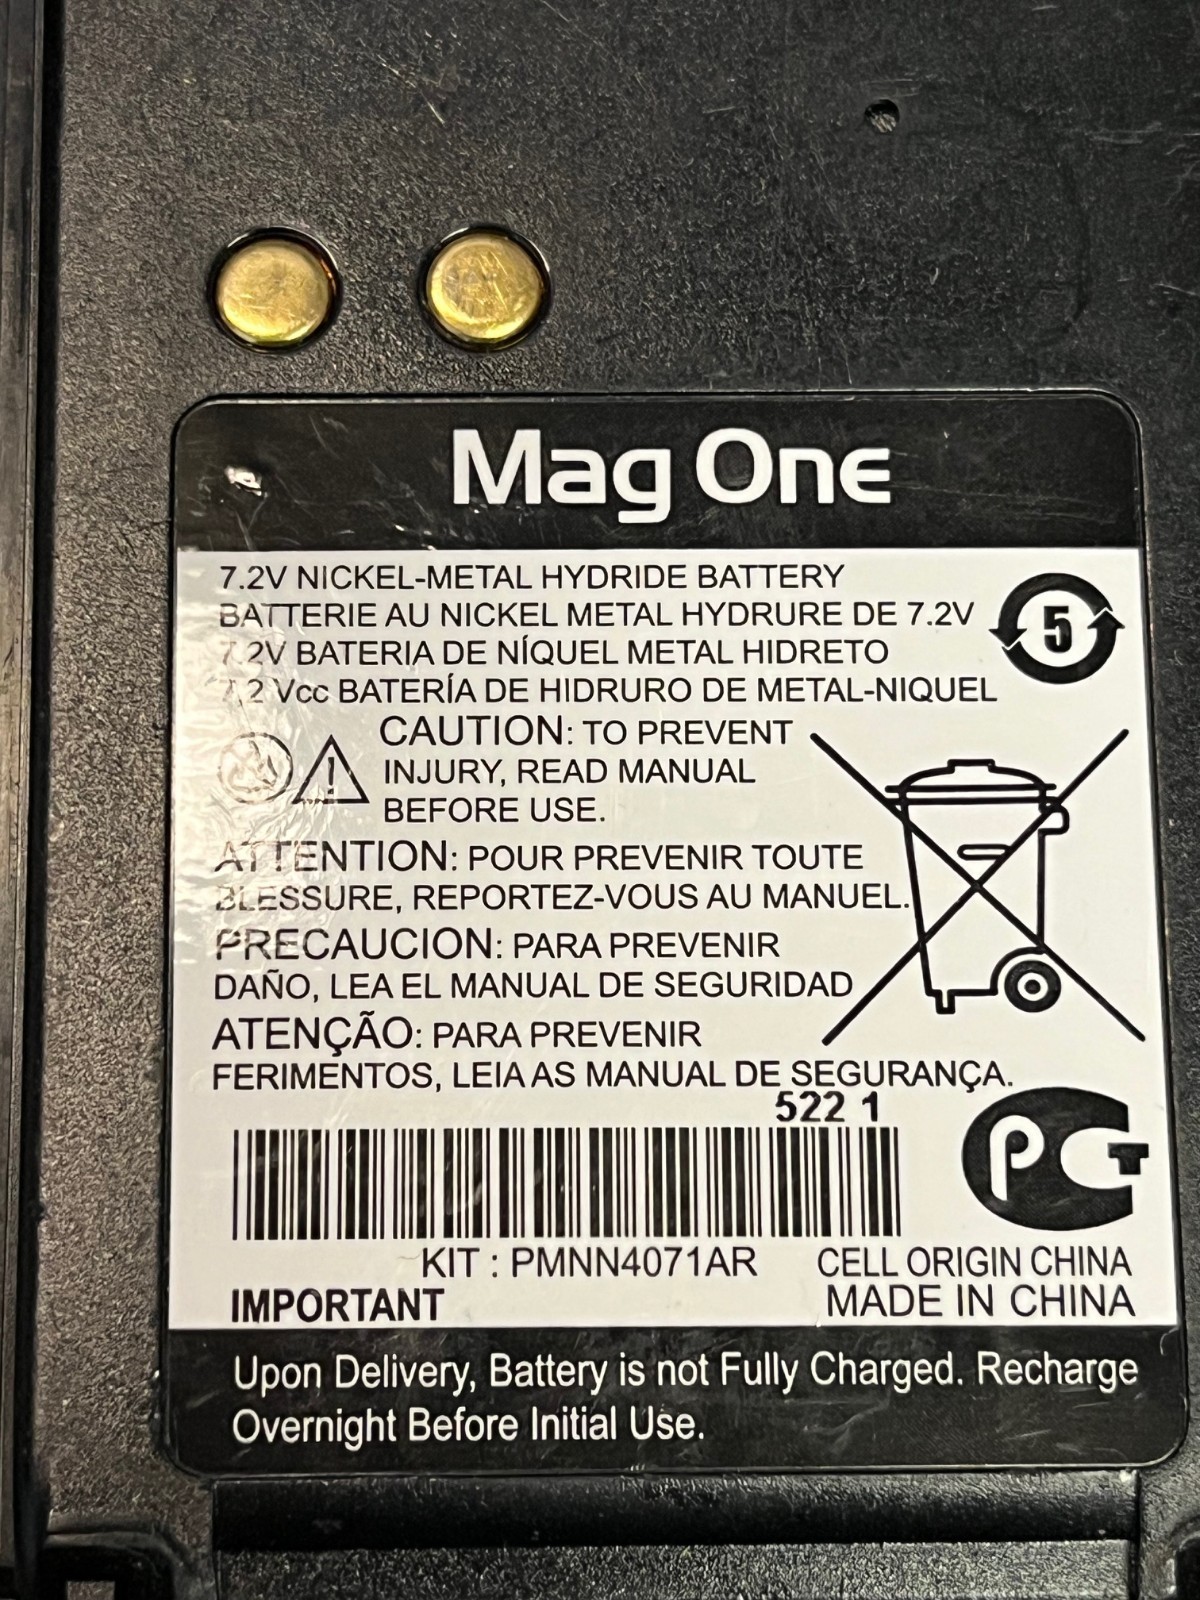 Mag One
7.2V NICKEL-METAL HYDRIDE BATTERY
BATTERIE AU NICKEL METAL HYDRURE DE 7.2V
7.2V BATERIA DE NÍQUEL METAL HIDRETO
7,2 Vcc BATERÍA DE HIDRURO DE METAL-NIQUEL
5
CAUTION: TO PREVENT
INJURY, READ MANUAL
BEFORE USE.
ATTENTION: POUR PREVENIR TOUTE
BLESSURE, REPORTEZ-VOUS AU MANUEL.
PRECAUCION: PARA PREVENIR
DAÑO, LEA EL MANUAL DE SEGURIDAD
ATENÇÃO: PARA PREVENIR
FERIMENTOS, LEIA AS MANUAL DE SEGURANÇA.
522 1
PCT
KIT : PMNN4071AR
CELL ORIGIN CHINA
IMPORTANT
MADE IN CHINA
Upon Delivery, Battery is not Fully Charged. Recharge
Overnight Before Initial Use.